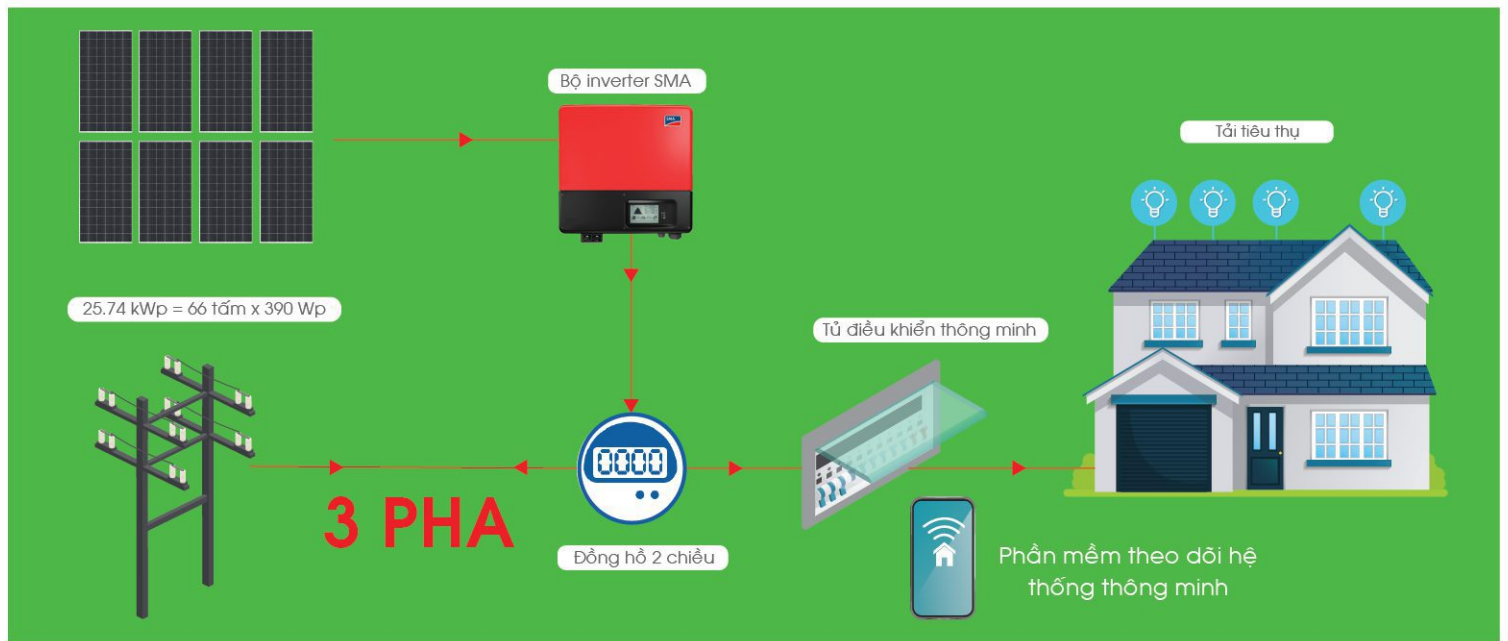 Bộ inverter SMA
Tải tiêu thụ
25.74 kWp = 66 tấm x 390 Wp
Tủ điều khiển thông minh
0000
3 PHA
Đồng hồ 2 chiều
Phần mềm theo dõi hệ
thống thông minh